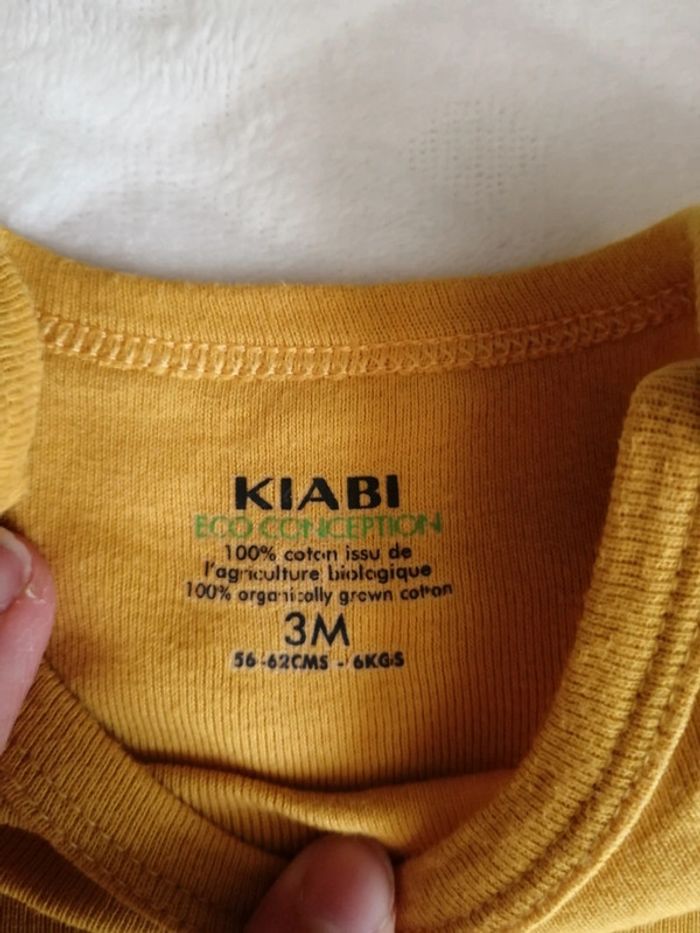 KIABI
ECO CONCEPTION
100% coton issu de
l'agriculture biologique
100% organically grown cotton
3M
56-62CMS - 6KGS